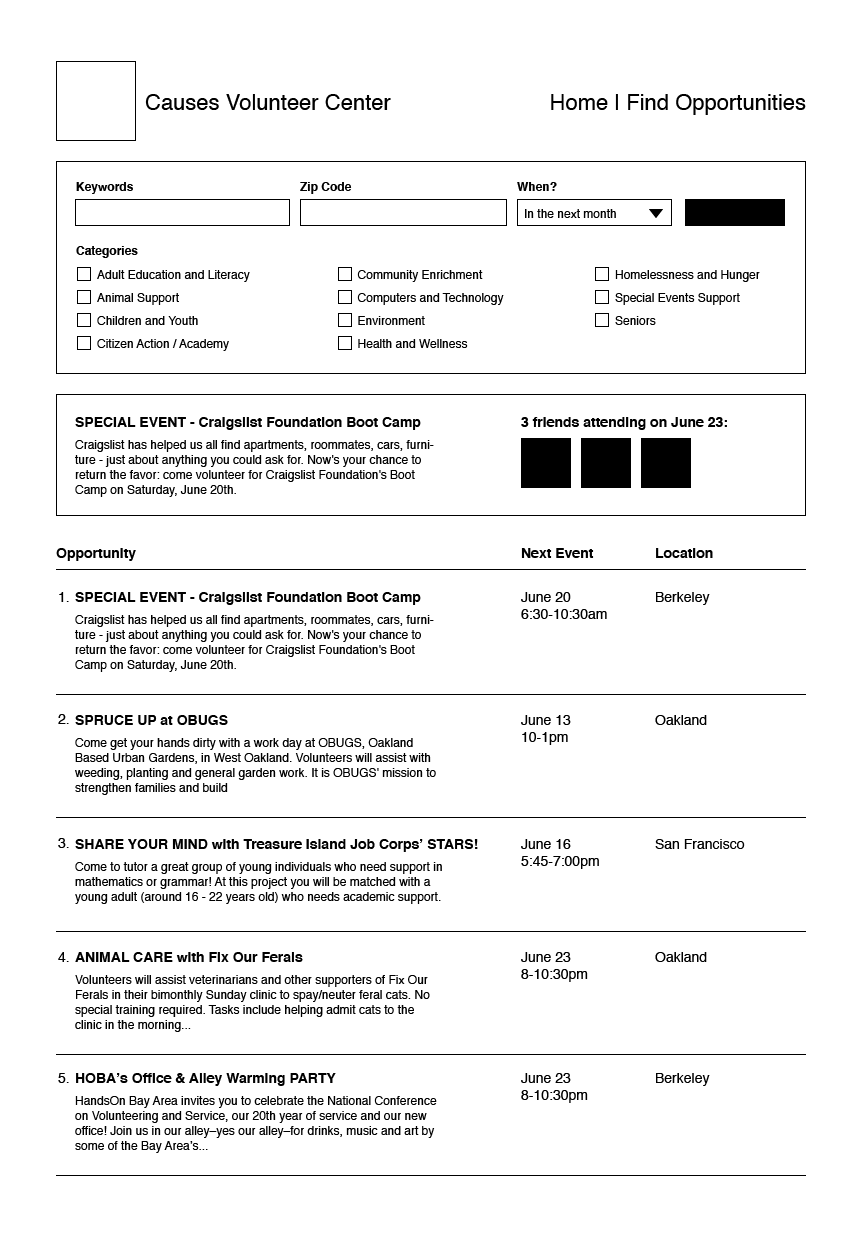 Causes Volunteer Center
Home | Find Opportunities
Keywords
Zip Code
When?
In the next month
Categories
Adult Education and Literacy
Community Enrichment
Homelessness and Hunger
Animal Support
Computers and Technology
Special Events Support
Children and Youth
Environment
Seniors
Citizen Action / Academy
Health and Wellness
SPECIAL EVENT - Craigslist Foundation Boot Camp
Craigslist has helped us all find apartments, roommates, cars, furni-
ture - just about anything you could ask for. Now's your chance to
return the favor: come volunteer for Craigslist Foundation's Boot
Camp on Saturday, June 20th.
3 friends attending on June 23:
Opportunity
Next Event
Location
1. SPECIAL EVENT - Craigslist Foundation Boot Camp
June 20
Berkeley
6:30-10:30am
Craigslist has helped us all find apartments, roommates, cars, furni-
ture - just about anything you could ask for. Now's your chance to
return the favor: come volunteer for Craigslist Foundation's Boot
Camp on Saturday, June 20th.
2. SPRUCE UP at OBUGS
June 13
Oakland
10-1pm
Come get your hands dirty with a work day at OBUGS, Oakland
Based Urban Gardens, in West Oakland. Volunteers will assist with
weeding, planting and general garden work. It is OBUGS' mission to
strengthen families and build
3. SHARE YOUR MIND with Treasure Island Job Corps' STARS!
June 16
San Francisco
5:45-7:00pm
Come to tutor a great group of young individuals who need support in
mathematics or grammar! At this project you will be matched with a
young adult (around 16 - 22 years old) who needs academic support.
4. ANIMAL CARE with Fix Our Ferals
June 23
Oakland
8-10:30pm
Volunteers will assist veterinarians and other supporters of Fix Our
Ferals in their bimonthly Sunday clinic to spay/neuter feral cats. No
special training required. Tasks include helping admit cats to the
clinic in the morning...
5. HOBA's Office & Alley Warming PARTY
June 23
Berkeley
8-10:30pm
HandsOn Bay Area invites you to celebrate the National Conference
on Volunteering and Service, our 20th year of service and our new
office! Join us in our alley–yes our alley–for drinks, music and art by
some of the Bay Area's...